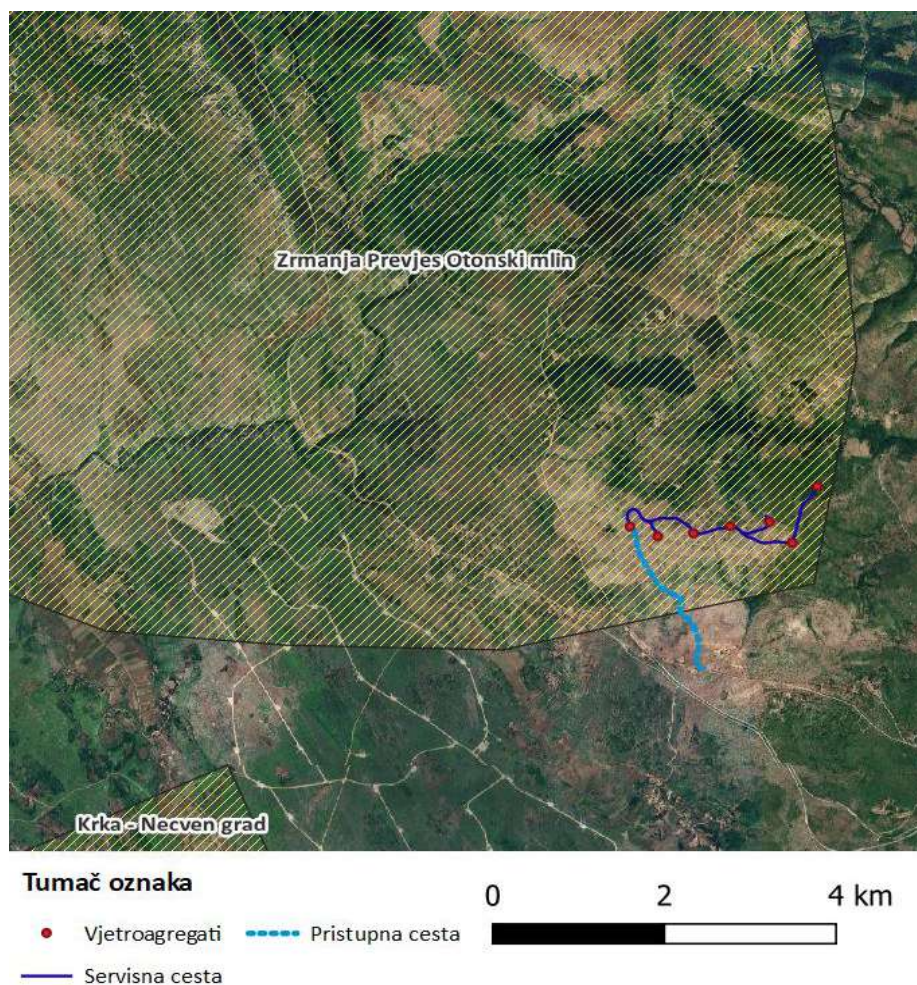 Zrmanja Prevjes Otonski mlin
Krka - Necven grad
Tumač oznaka
0 2 4 km
Vjetroagregati Pristupna cesta
Servisna cesta